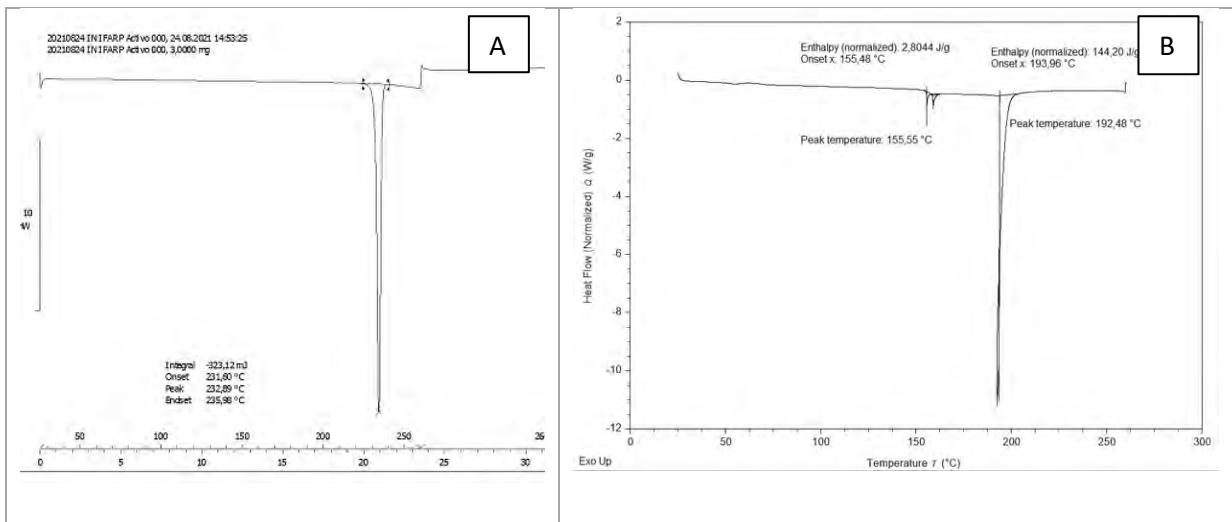 20210824 INIFARP Activo 000, 24.08.2021 14:53:25
20210824 INIFARP Activo 000, 3,0000 mg
A
10
Integral -323,12 mJ
Onset 231,60 °C
Peak 232,89 °C
Endset 235,98 °C
50 100 150 200 250
0 5 10 15 20 25 30
B
Enthalpy (normalized): 2,8044 J/g
Onset x: 155,48 °C
Enthalpy (normalized): 144,20 J/g
Onset x: 193,96 °C
Peak temperature: 155,55 °C
Peak temperature: 192,48 °C
Heat Flow (Normalized) Q (W/g)
2
0
-2
-4
-6
-8
-10
-12
0 50 100 150 200 250 300
Exo Up
Temperature T (°C)